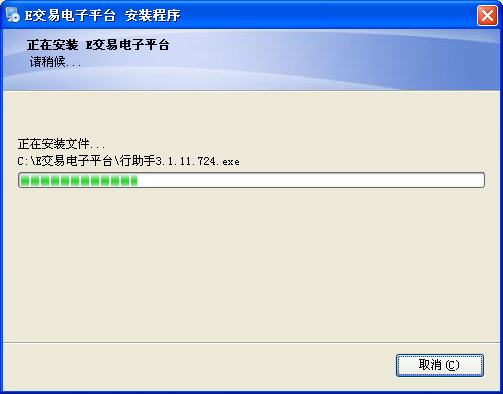 E交易电子平台 安装程序
正在安装 E交易电子平台
请稍候...
正在安装文件...
C:\E交易电子平台\行助手3.1.11.724.exe
取消(C)